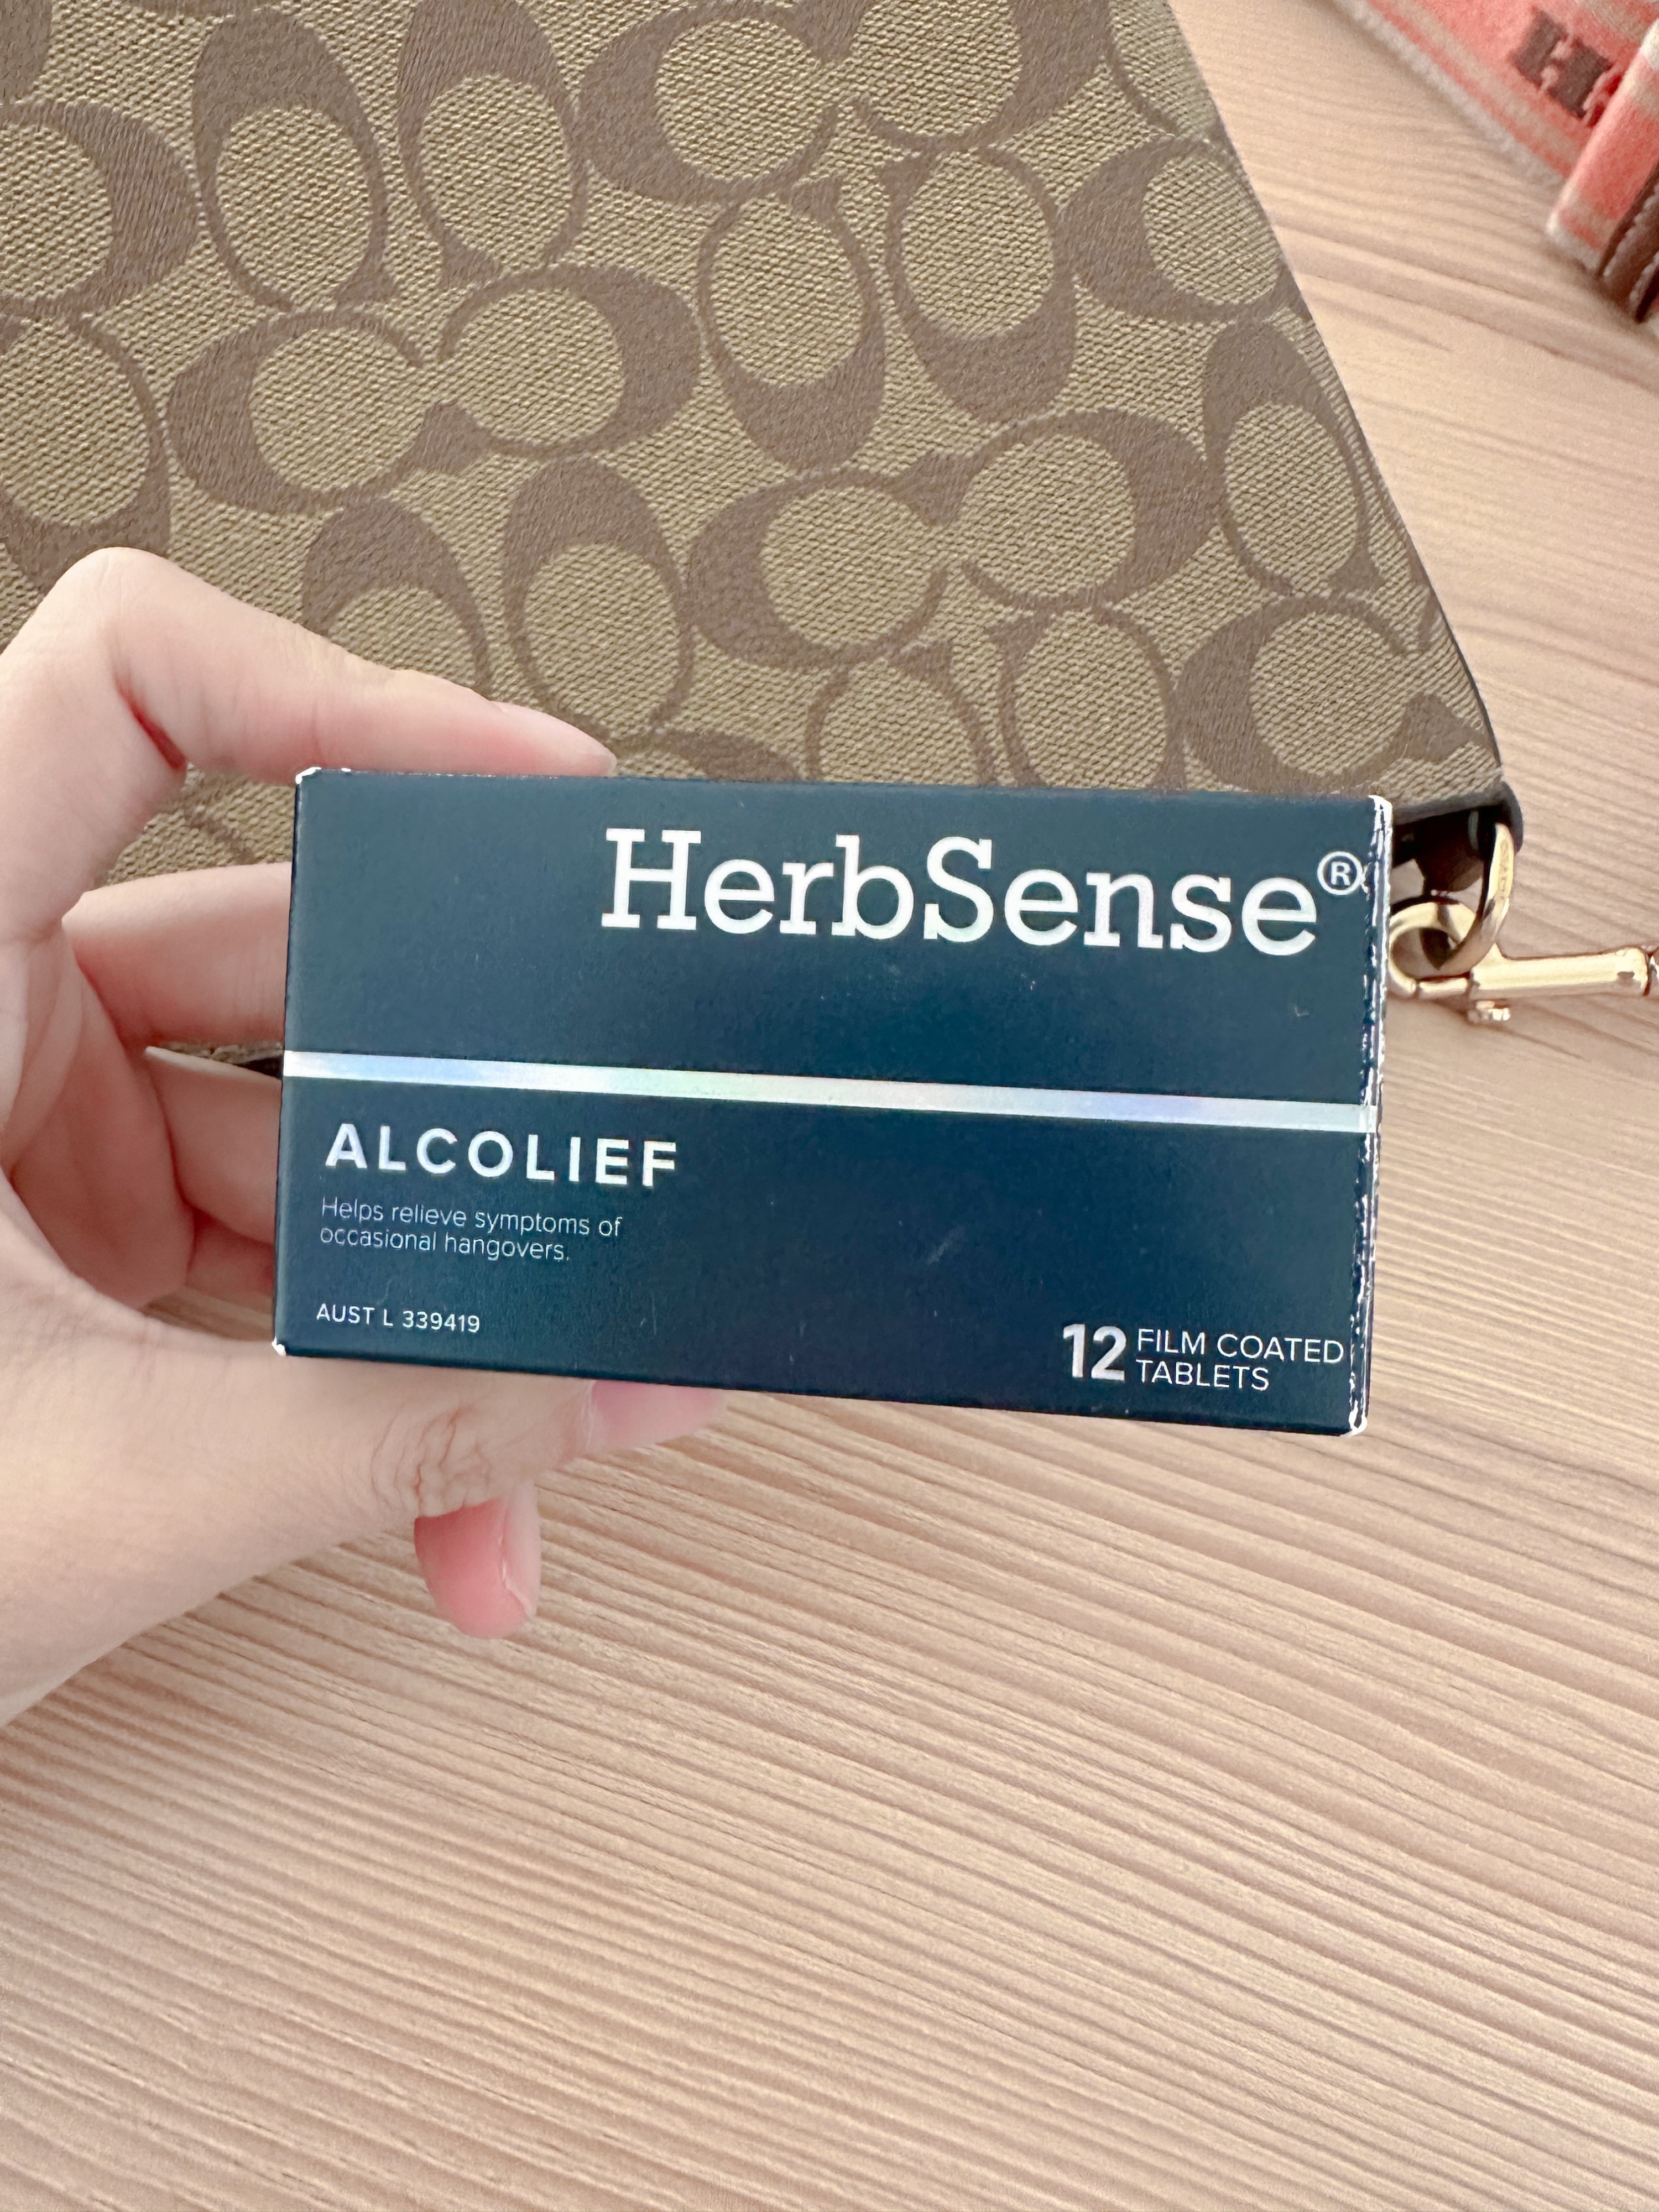 HerbSense®
ALCOLIEF
Helps relieve symptoms of
occasional hangovers.
AUST L 339419
12 FILM COATED
TABLETS